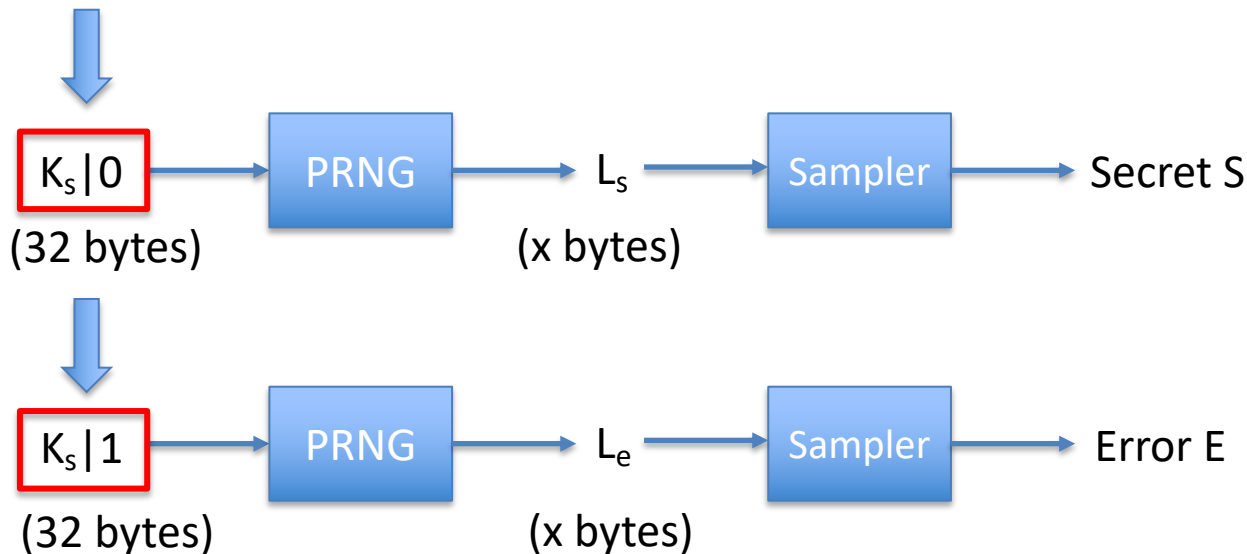 Kₛ|0 PRNG Lₛ Sampler Secret S
(32 bytes) (x bytes)
Kₛ|1 PRNG Lₑ Sampler Error E
(32 bytes) (x bytes)